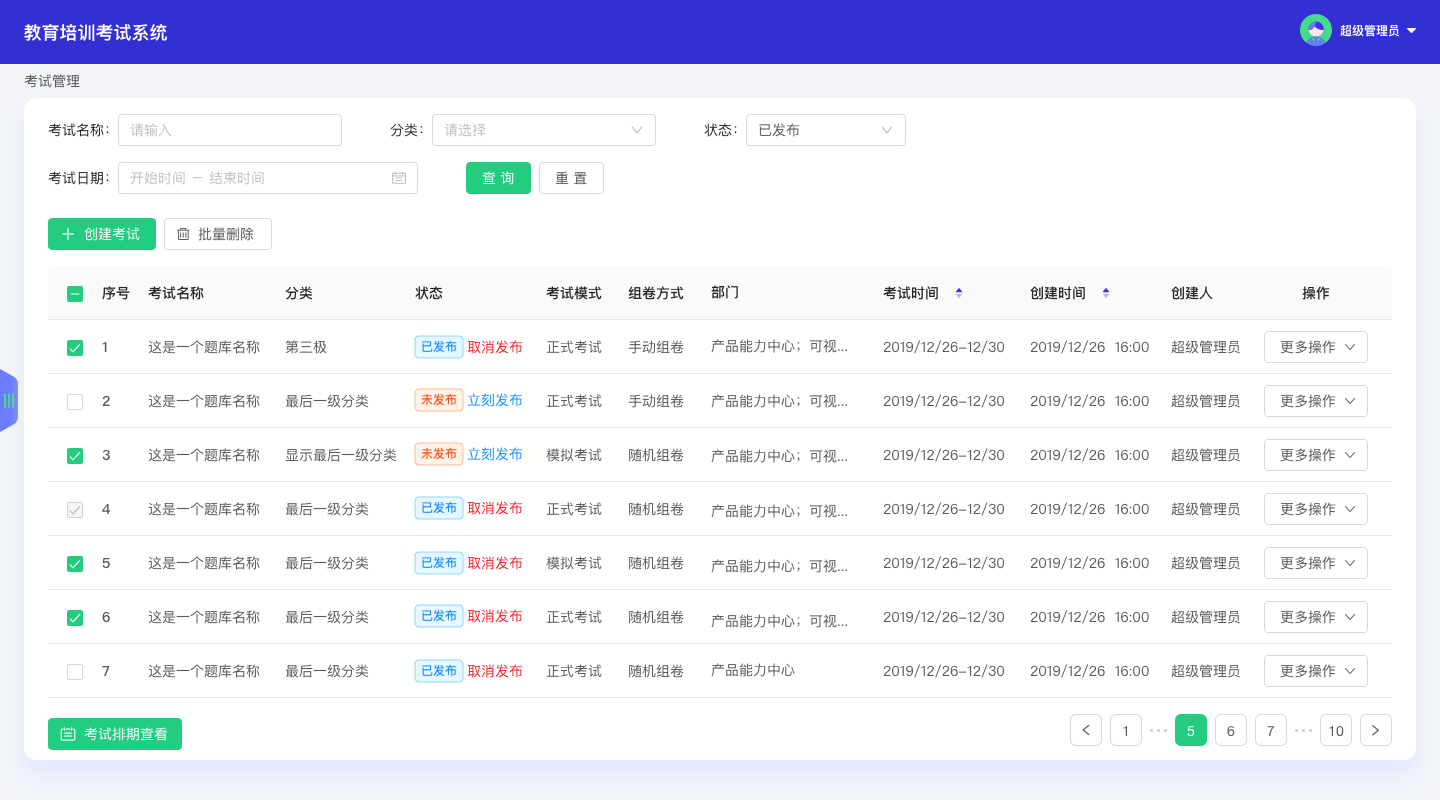 教育培训考试系统
超级管理员
考试管理
考试名称: 请输入 分类: 请选择 状态: 已发布
考试日期: 开始时间 – 结束时间 查 询 重 置
创建考试 批量删除
序号 考试名称 分类 状态 考试模式 组卷方式 部门 考试时间 创建时间 创建人 操作
1 这是一个题库名称 第三极 已发布 取消发布 正式考试 手动组卷 产品能力中心；可视... 2019/12/26-12/30 2019/12/26 16:00 超级管理员 更多操作
2 这是一个题库名称 最后一级分类 未发布 立刻发布 正式考试 手动组卷 产品能力中心；可视... 2019/12/26-12/30 2019/12/26 16:00 超级管理员 更多操作
3 这是一个题库名称 显示最后一级分类 未发布 立刻发布 模拟考试 随机组卷 产品能力中心；可视... 2019/12/26-12/30 2019/12/26 16:00 超级管理员 更多操作
4 这是一个题库名称 最后一级分类 已发布 取消发布 正式考试 随机组卷 产品能力中心；可视... 2019/12/26-12/30 2019/12/26 16:00 超级管理员 更多操作
5 这是一个题库名称 最后一级分类 已发布 取消发布 模拟考试 随机组卷 产品能力中心；可视... 2019/12/26-12/30 2019/12/26 16:00 超级管理员 更多操作
6 这是一个题库名称 最后一级分类 已发布 取消发布 正式考试 随机组卷 产品能力中心；可视... 2019/12/26-12/30 2019/12/26 16:00 超级管理员 更多操作
7 这是一个题库名称 最后一级分类 已发布 取消发布 正式考试 随机组卷 产品能力中心 2019/12/26-12/30 2019/12/26 16:00 超级管理员 更多操作
考试排期查看 < 1 ••• 5 6 7 ••• 10 >